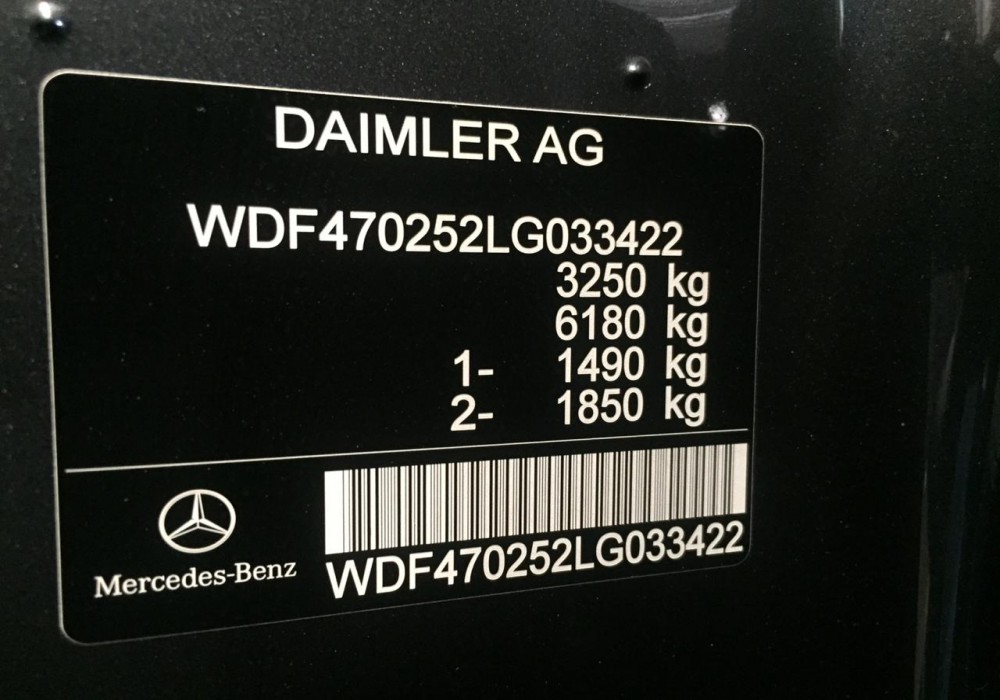 DAIMLER AG
WDF470252LG033422
3250 kg
6180 kg
1- 1490 kg
2- 1850 kg
Mercedes-Benz
WDF470252LG033422